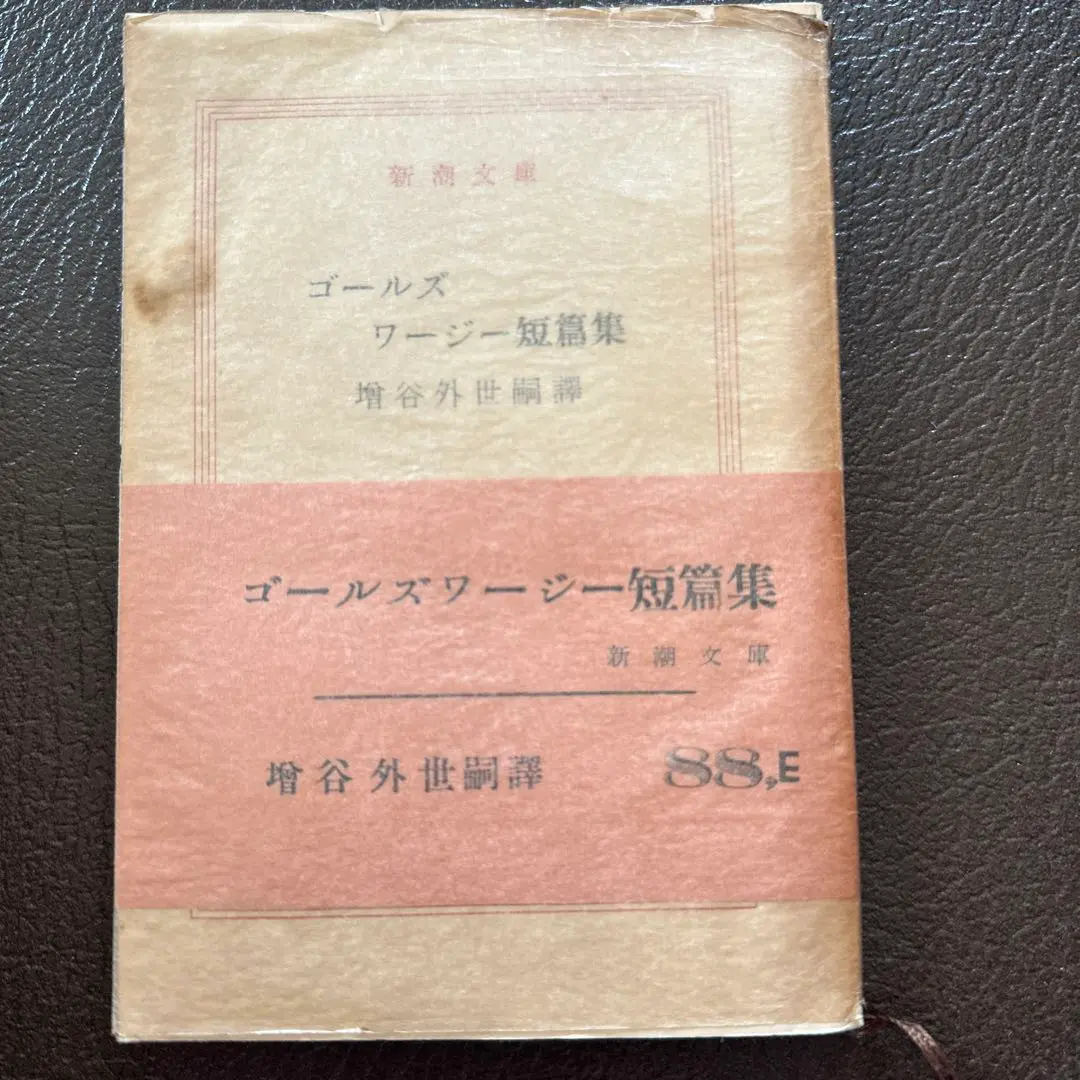 新潮文庫
ゴールズ
ワージー短篇集
増谷外世嗣譯
ゴールズワージー短篇集
新潮文庫
増谷外世嗣譯
88,E